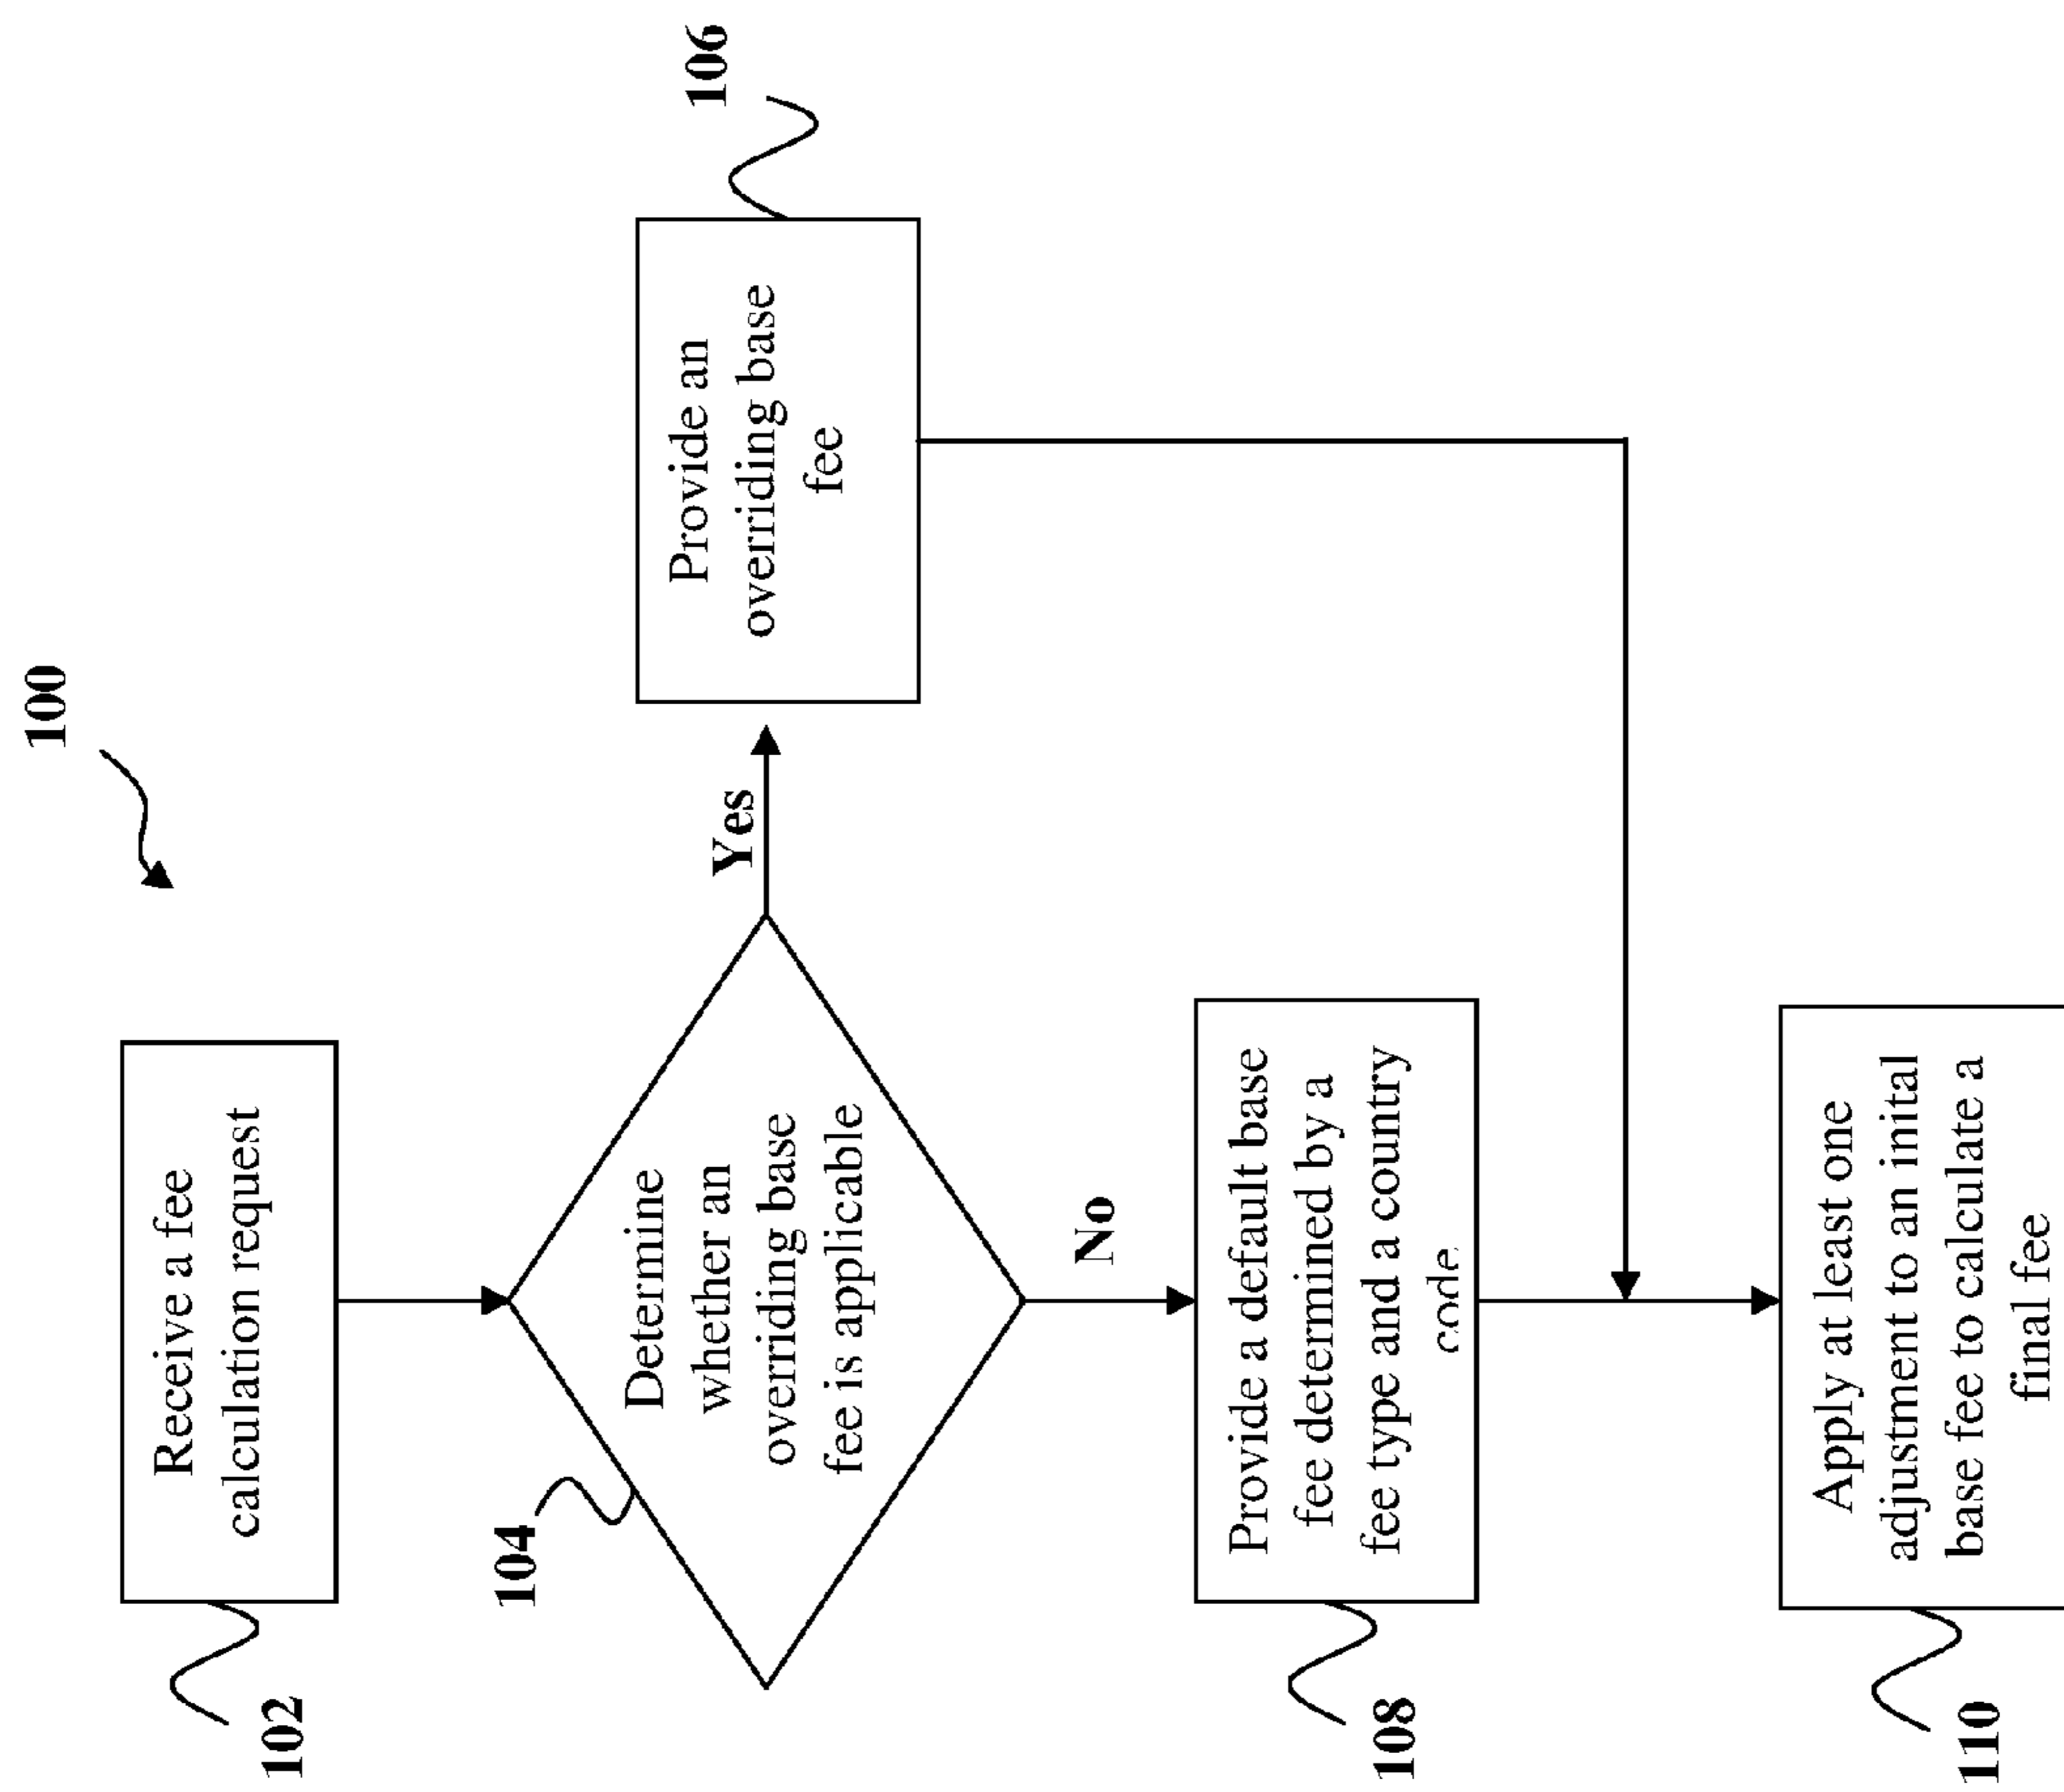 100
102
Receive a fee
calculation request
104
Determine
whether an
overriding base
fee is applicable
Yes
106
Provide an
overriding base
fee
No
108
Provide a default base
fee determined by a
fee type and a country
code
110
Apply at least one
adjustment to an inital
base fee to calculate a
final fee